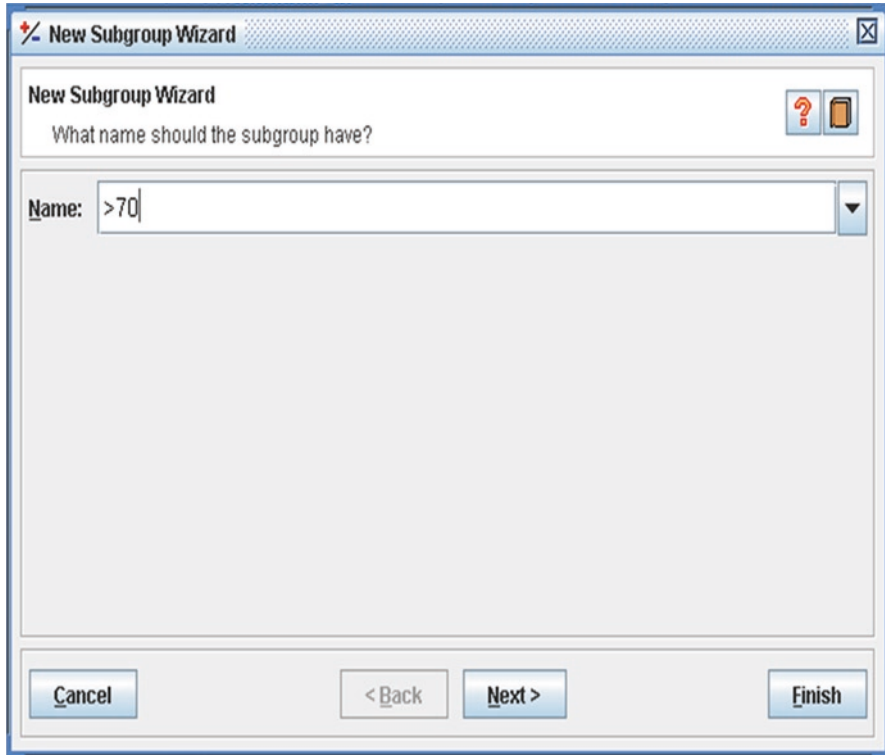 New Subgroup Wizard
New Subgroup Wizard
What name should the subgroup have?
Name: >70
Cancel < Back Next > Finish